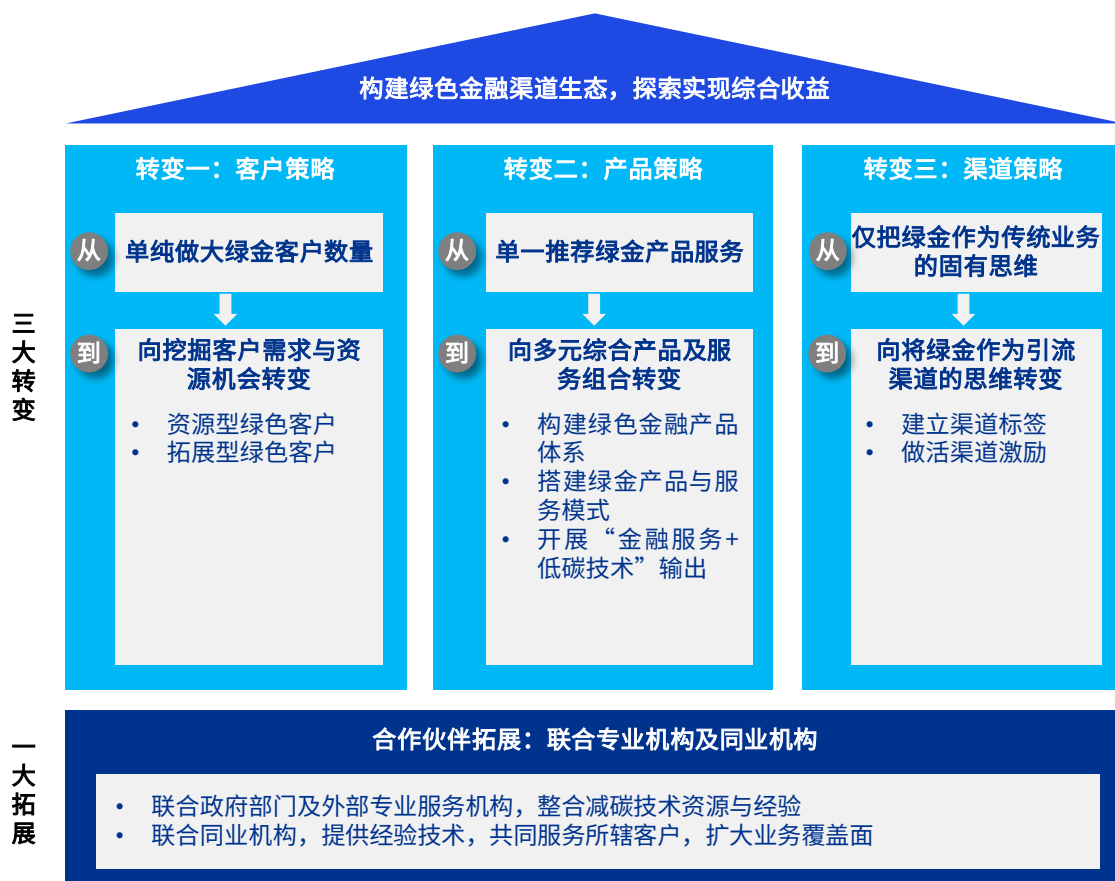 构建绿色金融渠道生态，探索实现综合收益
三大转变
转变一：客户策略
从
单纯做大绿金客户数量
到
向挖掘客户需求与资
源机会转变
• 资源型绿色客户
• 拓展型绿色客户
转变二：产品策略
从
单一推荐绿金产品服务
到
向多元综合产品及服
务组合转变
• 构建绿色金融产品
体系
• 搭建绿金产品与服
务模式
• 开展“金融服务+
低碳技术”输出
转变三：渠道策略
从
仅把绿金作为传统业务
的固有思维
到
向将绿金作为引流
渠道的思维转变
• 建立渠道标签
• 做活渠道激励
一大拓展
合作伙伴拓展：联合专业机构及同业机构
• 联合政府部门及外部专业服务机构，整合减碳技术资源与经验
• 联合同业机构，提供经验技术，共同服务所辖客户，扩大业务覆盖面